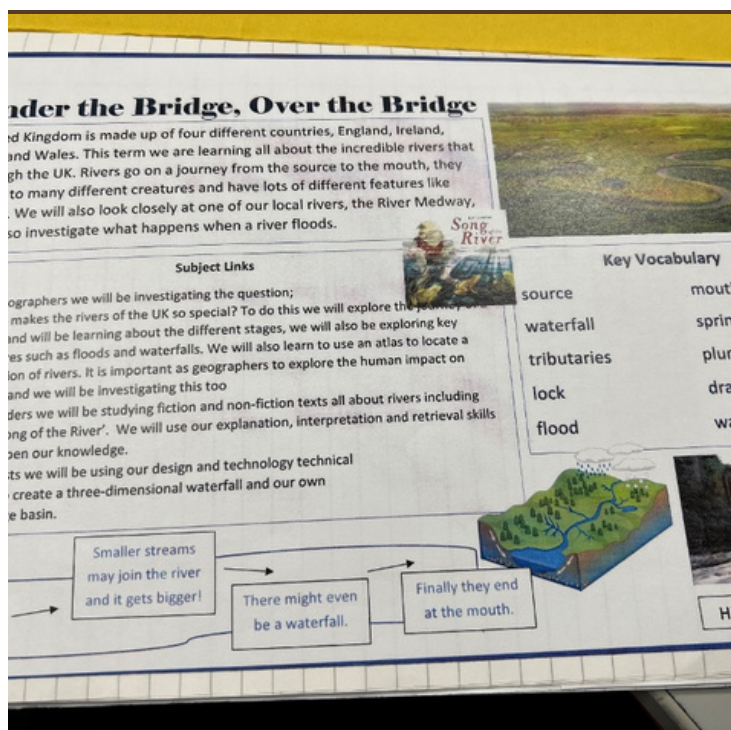 nder the Bridge, Over the Bridge
ed Kingdom is made up of four different countries, England, Ireland,
and Wales. This term we are learning all about the incredible rivers that
gh the UK. Rivers go on a journey from the source to the mouth, they
to many different creatures and have lots of different features like
. We will also look closely at one of our local rivers, the River Medway,
so investigate what happens when a river floods.
Song
River
Subject Links
ographers we will be investigating the question;
makes the rivers of the UK so special? To do this we will explore the
and will be learning about the different stages, we will also be exploring key
es such as floods and waterfalls. We will also learn to use an atlas to locate a
ion of rivers. It is important as geographers to explore the human impact on
and we will be investigating this too
ders we will be studying fiction and non-fiction texts all about rivers including
ong of the River'. We will use our explanation, interpretation and retrieval skills
pen our knowledge.
ts we will be using our design and technology technical
create a three-dimensional waterfall and our own
e basin.
Key Vocabulary
source mout
waterfall sprin
tributaries plun
lock dra
flood wa
Smaller streams
may join the river
and it gets bigger!
There might even
be a waterfall.
Finally they end
at the mouth.
H